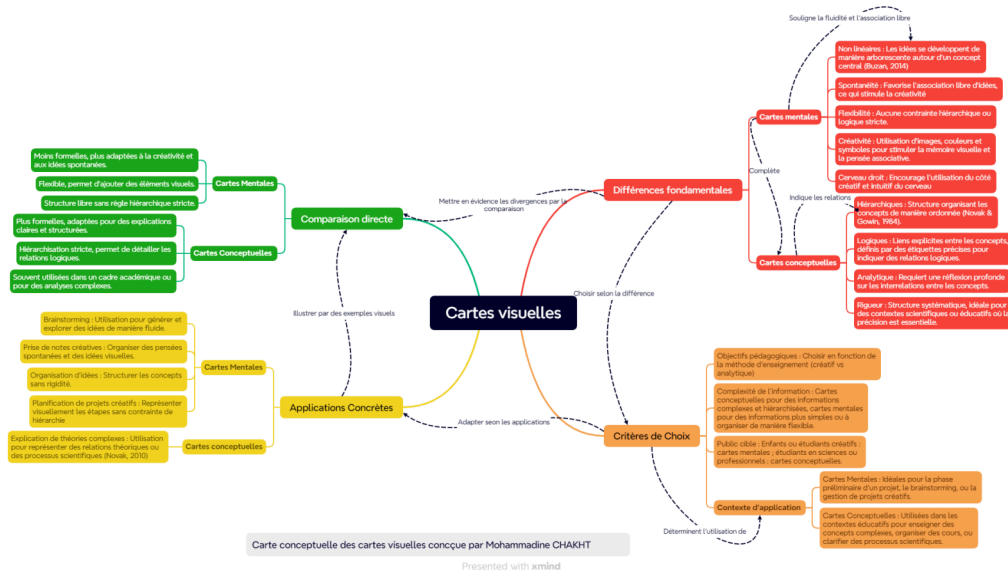 Souligne la fluidité et l'association libre
Non linéaires : Les idées se développent de
manière arborescente autour d'un concept
central (Buzan, 2014)
Spontanéité : Favorise l'association libre d'idées,
ce qui stimule la créativité
Cartes mentales
Flexibilité : Aucune contrainte hiérarchique ou
logique stricte.
Créativité : Utilisation d'images, couleurs et
symboles pour stimuler la mémoire visuelle et
la pensée associative.
Cerveau droit : Encourage l'utilisation du côté
créatif et intuitif du cerveau
Complète
Différences fondamentales
Indique les relations
Hiérarchiques : Structure organisant les
concepts de manière ordonnée (Novak &
Gowin, 1984).
Logiques : Liens explicites entre les concepts,
définis par des étiquettes précises pour
indiquer des relations logiques.
Cartes conceptuelles
Analytique : Requiert une réflexion profonde
sur les interrelations entre les concepts.
Rigueur : Structure systématique, idéale pour
des contextes scientifiques ou éducatifs où la
précision est essentielle.
Mettre en évidence les divergences par la
comparaison
Choisir selon la différence
Moins formelles, plus adaptées à la créativité et
aux idées spontanées.
Cartes Mentales
Flexible, permet d'ajouter des éléments visuels.
Structure libre sans règle hiérarchique stricte.
Comparaison directe
Plus formelles, adaptées pour des explications
claires et structurées.
Cartes Conceptuelles
Hiérarchisation stricte, permet de détailler les
relations logiques.
Souvent utilisées dans un cadre académique ou
pour des analyses complexes.
Cartes visuelles
Illustrer par des exemples visuels
Brainstorming : Utilisation pour générer et
explorer des idées de manière fluide.
Prise de notes créatives : Organiser des pensées
spontanées et des idées visuelles.
Cartes Mentales
Organisation d'idées : Structurer les concepts
sans rigidité.
Planification de projets créatifs : Représenter
visuellement les étapes sans contrainte de
hiérarchie
Applications Concrètes
Explication de théories complexes : Utilisation
pour représenter des relations théoriques ou
des processus scientifiques (Novak, 2010)
Cartes conceptuelles
Adapter seon les applications
Objectifs pédagogiques : Choisir en fonction de
la méthode d'enseignement (créatif vs
analytique)
Complexité de l'information : Cartes
conceptuelles pour des informations
complexes et hiérarchisées, cartes mentales
pour des informations plus simples ou à
organiser de manière flexible.
Critères de Choix
Public cible : Enfants ou étudiants créatifs :
cartes mentales ; étudiants en sciences ou
professionnels : cartes conceptuelles.
Contexte d'application
Cartes Mentales : Idéales pour la phase
préliminaire d'un projet, le brainstorming, ou la
gestion de projets créatifs.
Cartes Conceptuelles : Utilisées dans les
contextes éducatifs pour enseigner des
concepts complexes, organiser des cours, ou
clarifier des processus scientifiques.
Déterminent l'utilisation de
Carte conceptuelle des cartes visuelles concçue par Mohammadine CHAKHT
Presented with xmind